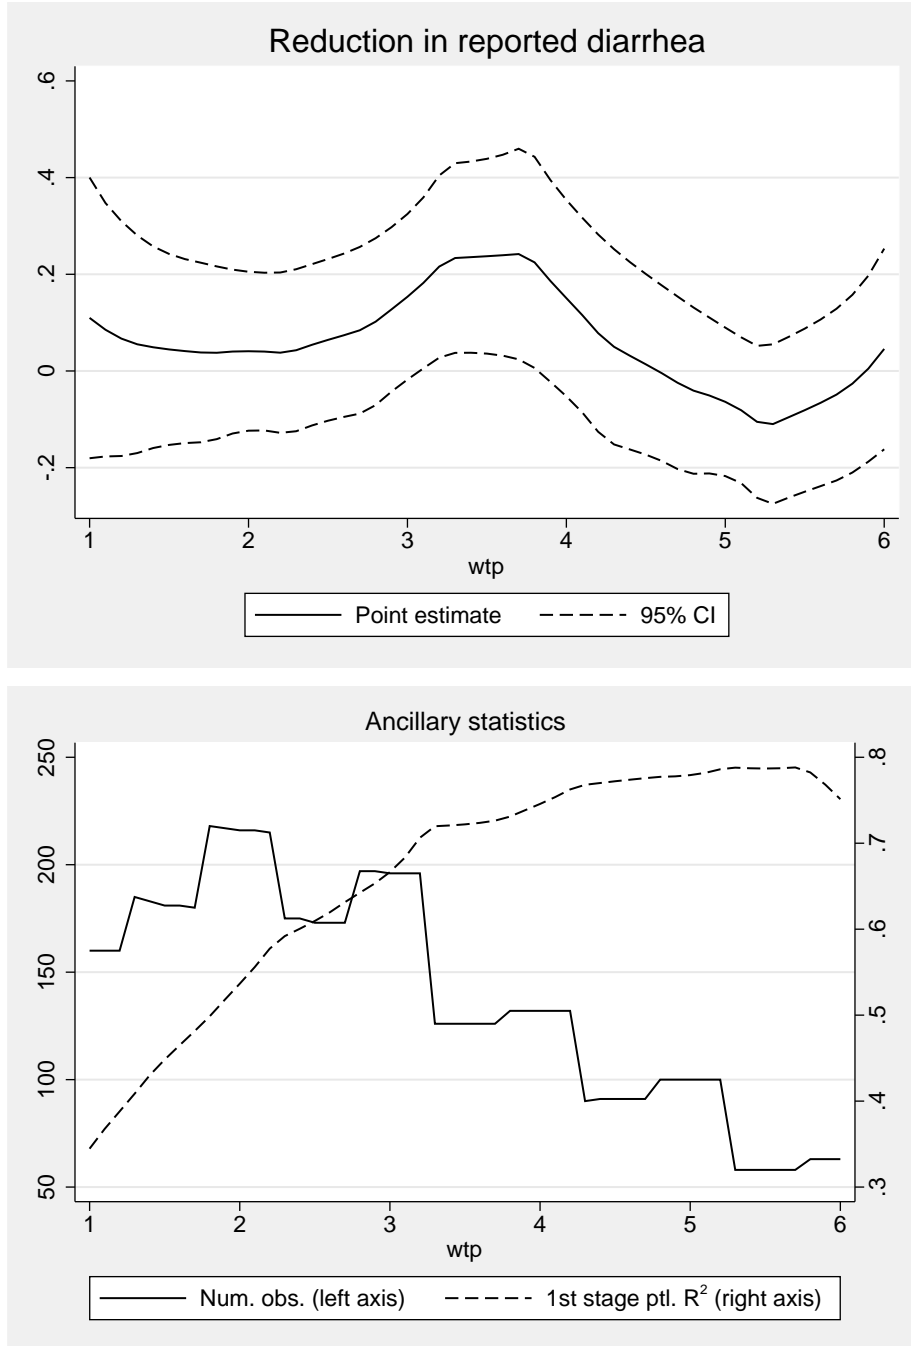 Reduction in reported diarrhea
.6
.4
.2
0
-.2
1 2 3 4 5 6
wtp
Point estimate 95% CI
Ancillary statistics
250 .8
200 .7
150 .6
100 .5
50 .4
.3
1 2 3 4 5 6
wtp
Num. obs. (left axis) 1st stage ptl. R² (right axis)